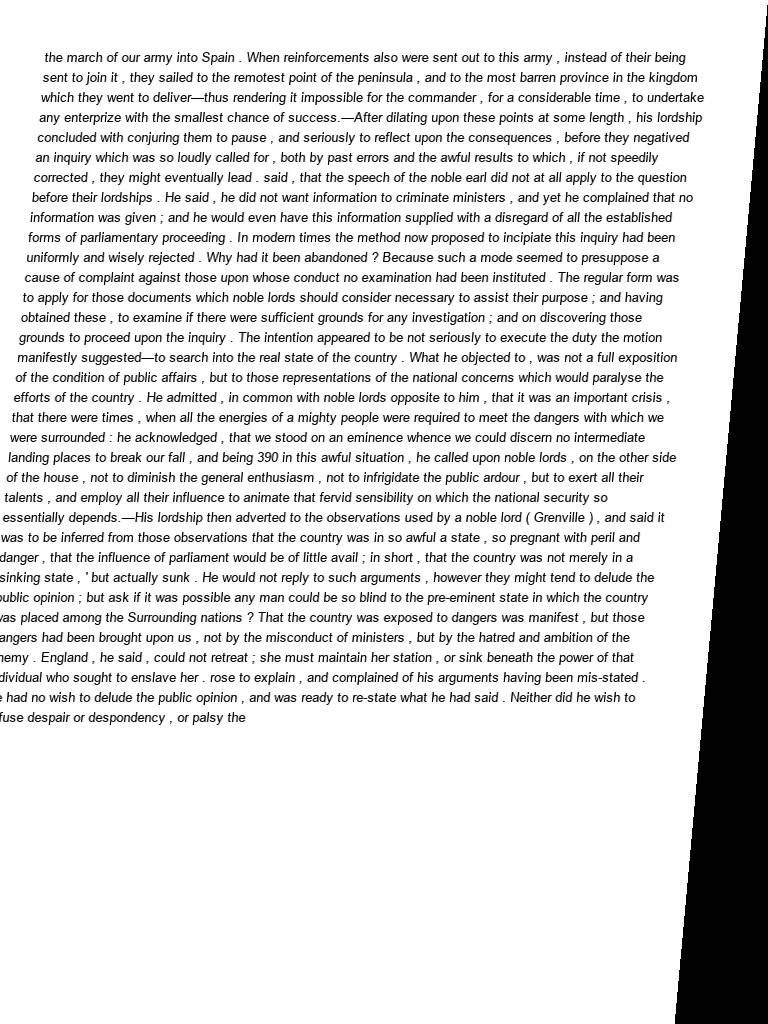 the march of our army into Spain . When reinforcements also were sent out to this army , instead of their being
sent to join it , they sailed to the remotest point of the peninsula , and to the most barren province in the kingdom
which they went to deliver—thus rendering it impossible for the commander , for a considerable time , to undertake
any enterprize with the smallest chance of success.—After dilating upon these points at some length , his lordship
concluded with conjuring them to pause , and seriously to reflect upon the consequences , before they negatived
an inquiry which was so loudly called for , both by past errors and the awful results to which , if not speedily
corrected , they might eventually lead . said , that the speech of the noble earl did not at all apply to the question
before their lordships . He said , he did not want information to criminate ministers , and yet he complained that no
information was given ; and he would even have this information supplied with a disregard of all the established
forms of parliamentary proceeding . In modern times the method now proposed to incipiate this inquiry had been
uniformly and wisely rejected . Why had it been abandoned ? Because such a mode seemed to presuppose a
cause of complaint against those upon whose conduct no examination had been instituted . The regular form was
to apply for those documents which noble lords should consider necessary to assist their purpose ; and having
obtained these , to examine if there were sufficient grounds for any investigation ; and on discovering those
grounds to proceed upon the inquiry . The intention appeared to be not seriously to execute the duty the motion
manifestly suggested—to search into the real state of the country . What he objected to , was not a full exposition
of the condition of public affairs , but to those representations of the national concerns which would paralyse the
efforts of the country . He admitted , in common with noble lords opposite to him , that it was an important crisis ,
that there were times , when all the energies of a mighty people were required to meet the dangers with which we
were surrounded : he acknowledged , that we stood on an eminence whence we could discern no intermediate
landing places to break our fall , and being 390 in this awful situation , he called upon noble lords , on the other side
of the house , not to diminish the general enthusiasm , not to infrigidate the public ardour , but to exert all their
talents , and employ all their influence to animate that fervid sensibility on which the national security so
essentially depends.—His lordship then adverted to the observations used by a noble lord ( Grenville ) , and said it
was to be inferred from those observations that the country was in so awful a state , so pregnant with peril and
danger , that the influence of parliament would be of little avail ; in short , that the country was not merely in a
sinking state , ' but actually sunk . He would not reply to such arguments , however they might tend to delude the
public opinion ; but ask if it was possible any man could be so blind to the pre-eminent state in which the country
was placed among the Surrounding nations ? That the country was exposed to dangers was manifest , but those
angers had been brought upon us , not by the misconduct of ministers , but by the hatred and ambition of the
nemy . England , he said , could not retreat ; she must maintain her station , or sink beneath the power of that
dividual who sought to enslave her . rose to explain , and complained of his arguments having been mis-stated .
had no wish to delude the public opinion , and was ready to re-state what he had said . Neither did he wish to
fuse despair or despondency , or palsy the